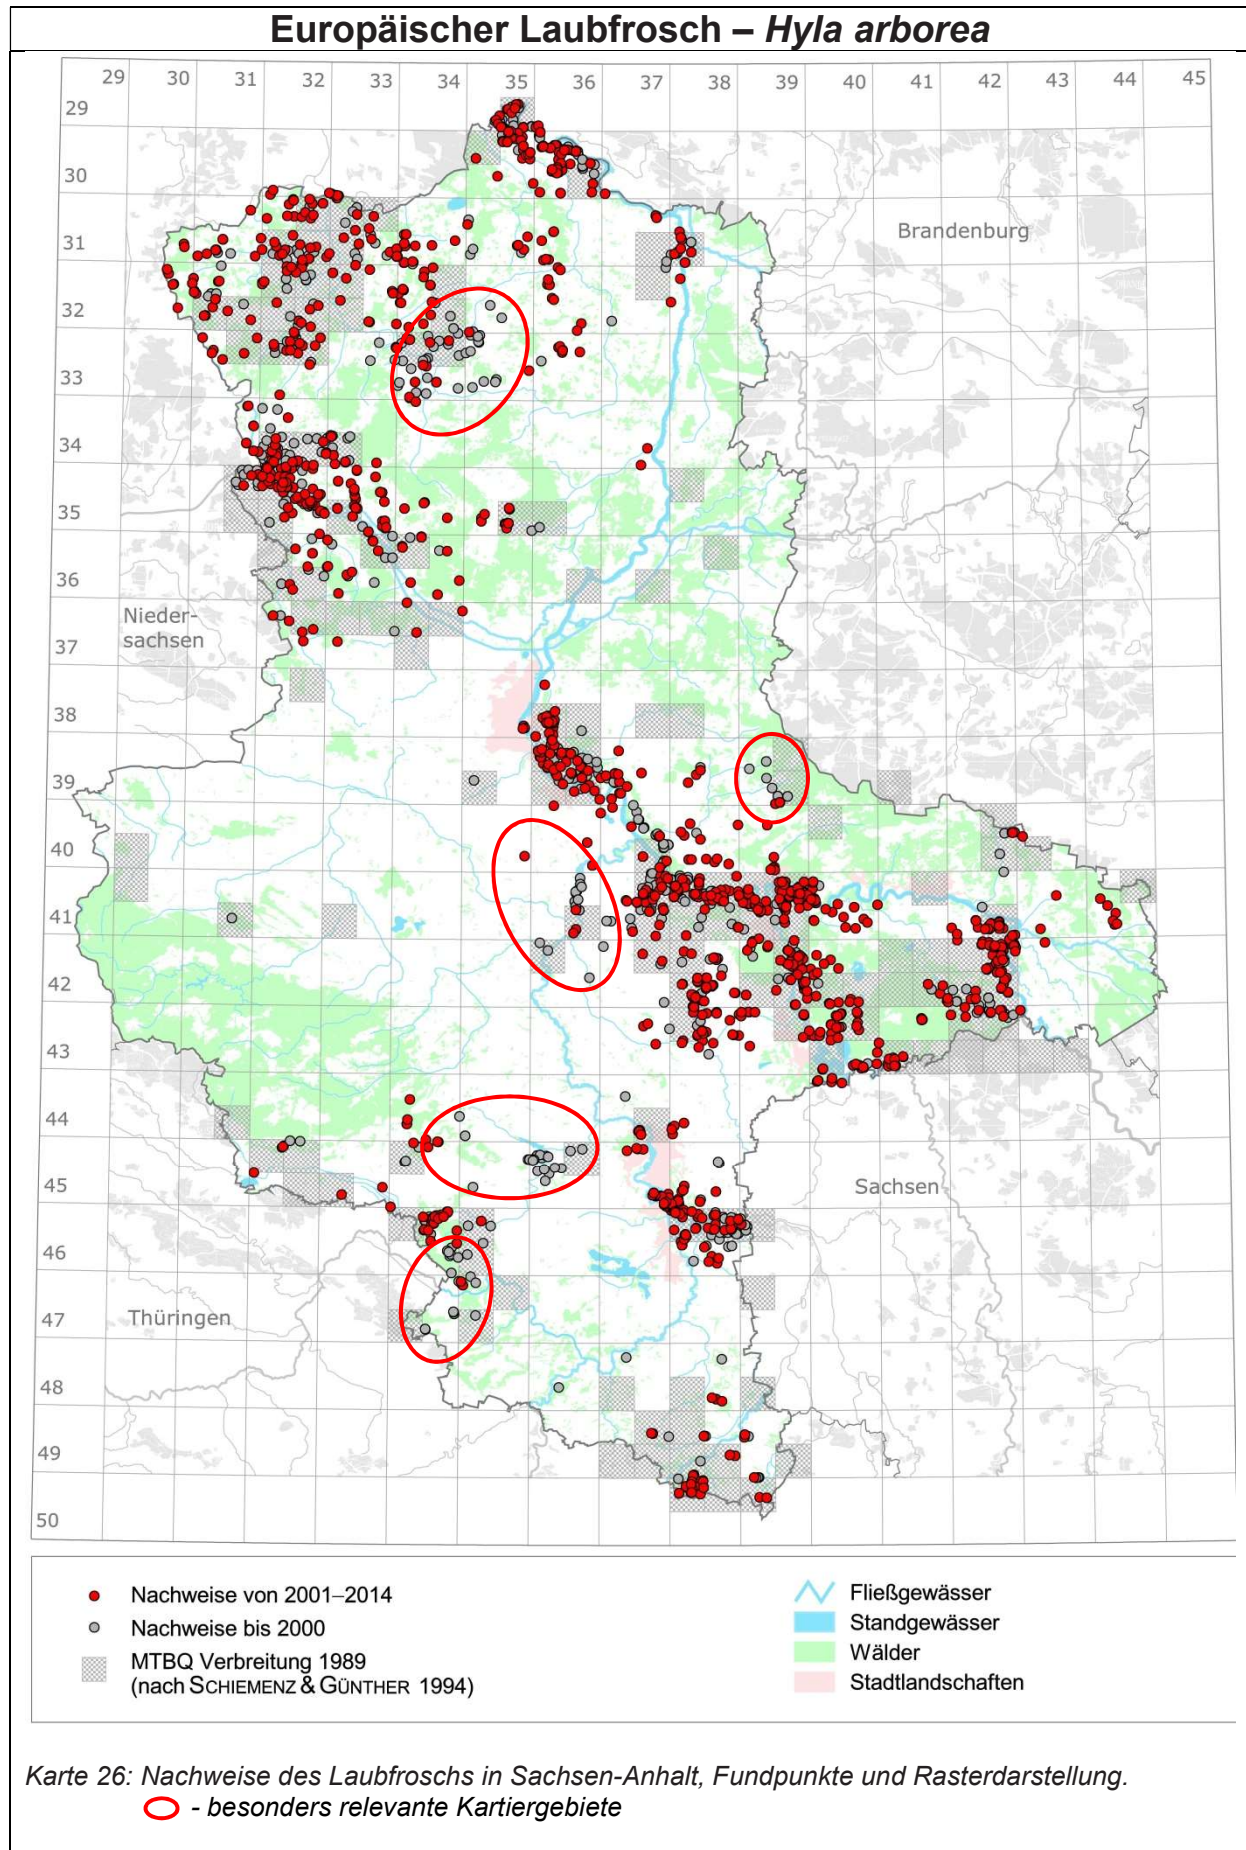 Europäischer Laubfrosch – Hyla arborea
29 30 31 32 33 34 35 36 37 38 39 40 41 42 43 44 45
29
30
31
Brandenburg
32
33
34
35
36
Nieder-
sachsen
37
38
39
40
41
42
43
44
45
Sachsen
46
Thüringen
47
48
49
50
Nachweise von 2001–2014
Nachweise bis 2000
MTBQ Verbreitung 1989
(nach SCHIEMENZ & GÜNTHER 1994)
Fließgewässer
Standgewässer
Wälder
Stadtlandschaften
Karte 26: Nachweise des Laubfroschs in Sachsen-Anhalt, Fundpunkte und Rasterdarstellung.
- besonders relevante Kartiergebiete